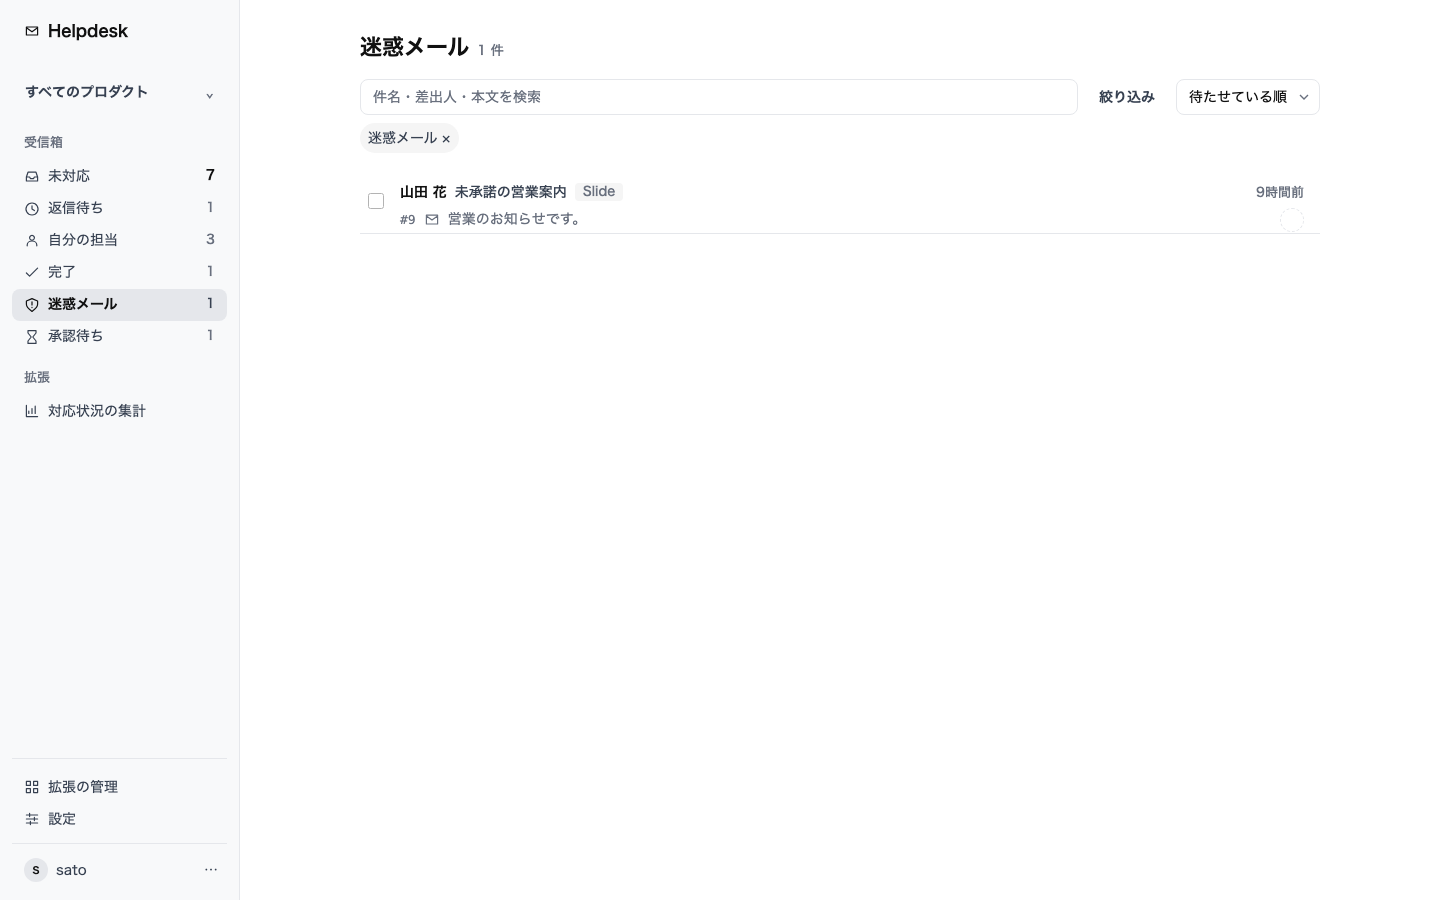 Helpdesk
すべてのプロダクト
受信箱
未対応 7
返信待ち 1
自分の担当 3
完了 1
迷惑メール 1
承認待ち 1
拡張
対応状況の集計
拡張の管理
設定
S sato ···
迷惑メール 1 件
件名・差出人・本文を検索 絞り込み 待たせている順
迷惑メール ×
山田 花 未承諾の営業案内 Slide 9時間前
#9 営業のお知らせです。